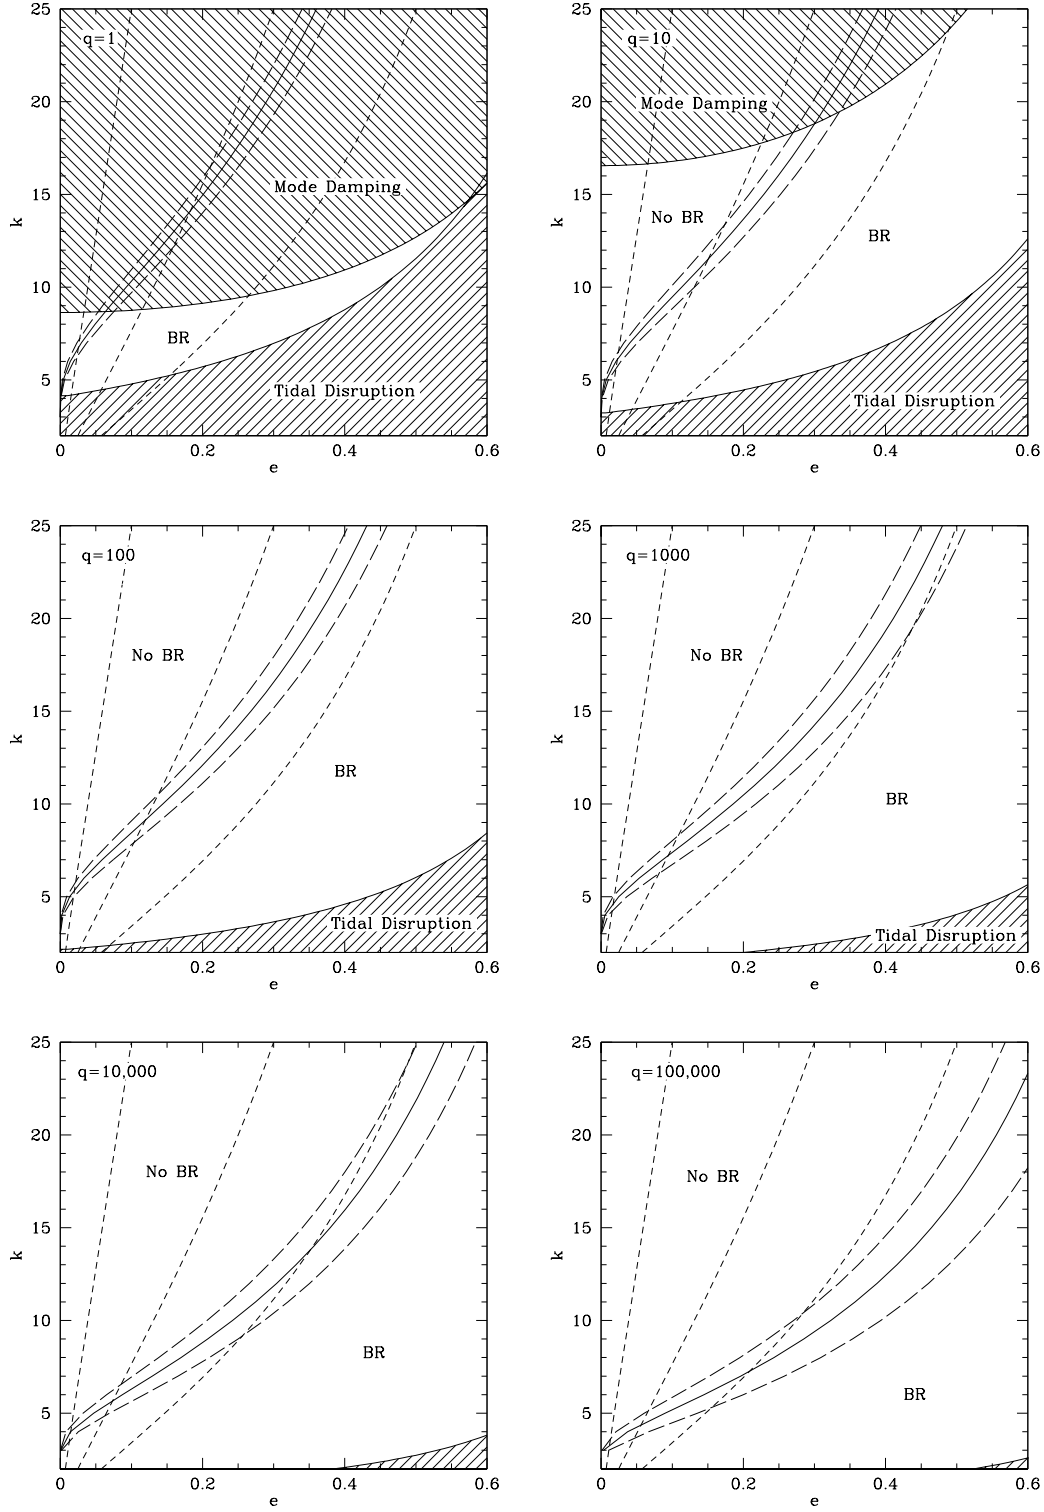 25
q=1
20
Mode Damping
15
k
10
BR
5
Tidal Disruption
0 0.2 0.4 0.6
e
25
q=10
20
Mode Damping
15
No BR
BR
k
10
5
Tidal Disruption
0 0.2 0.4 0.6
e
25
q=100
20
No BR
15
k
BR
10
5
Tidal Disruption
0 0.2 0.4 0.6
e
25
q=1000
20
No BR
15
k
BR
10
5
Tidal Disruption
0 0.2 0.4 0.6
e
25
q=10,000
20
No BR
15
k
10
BR
5
0 0.2 0.4 0.6
e
25
q=100,000
20
No BR
15
k
10
BR
5
0 0.2 0.4 0.6
e